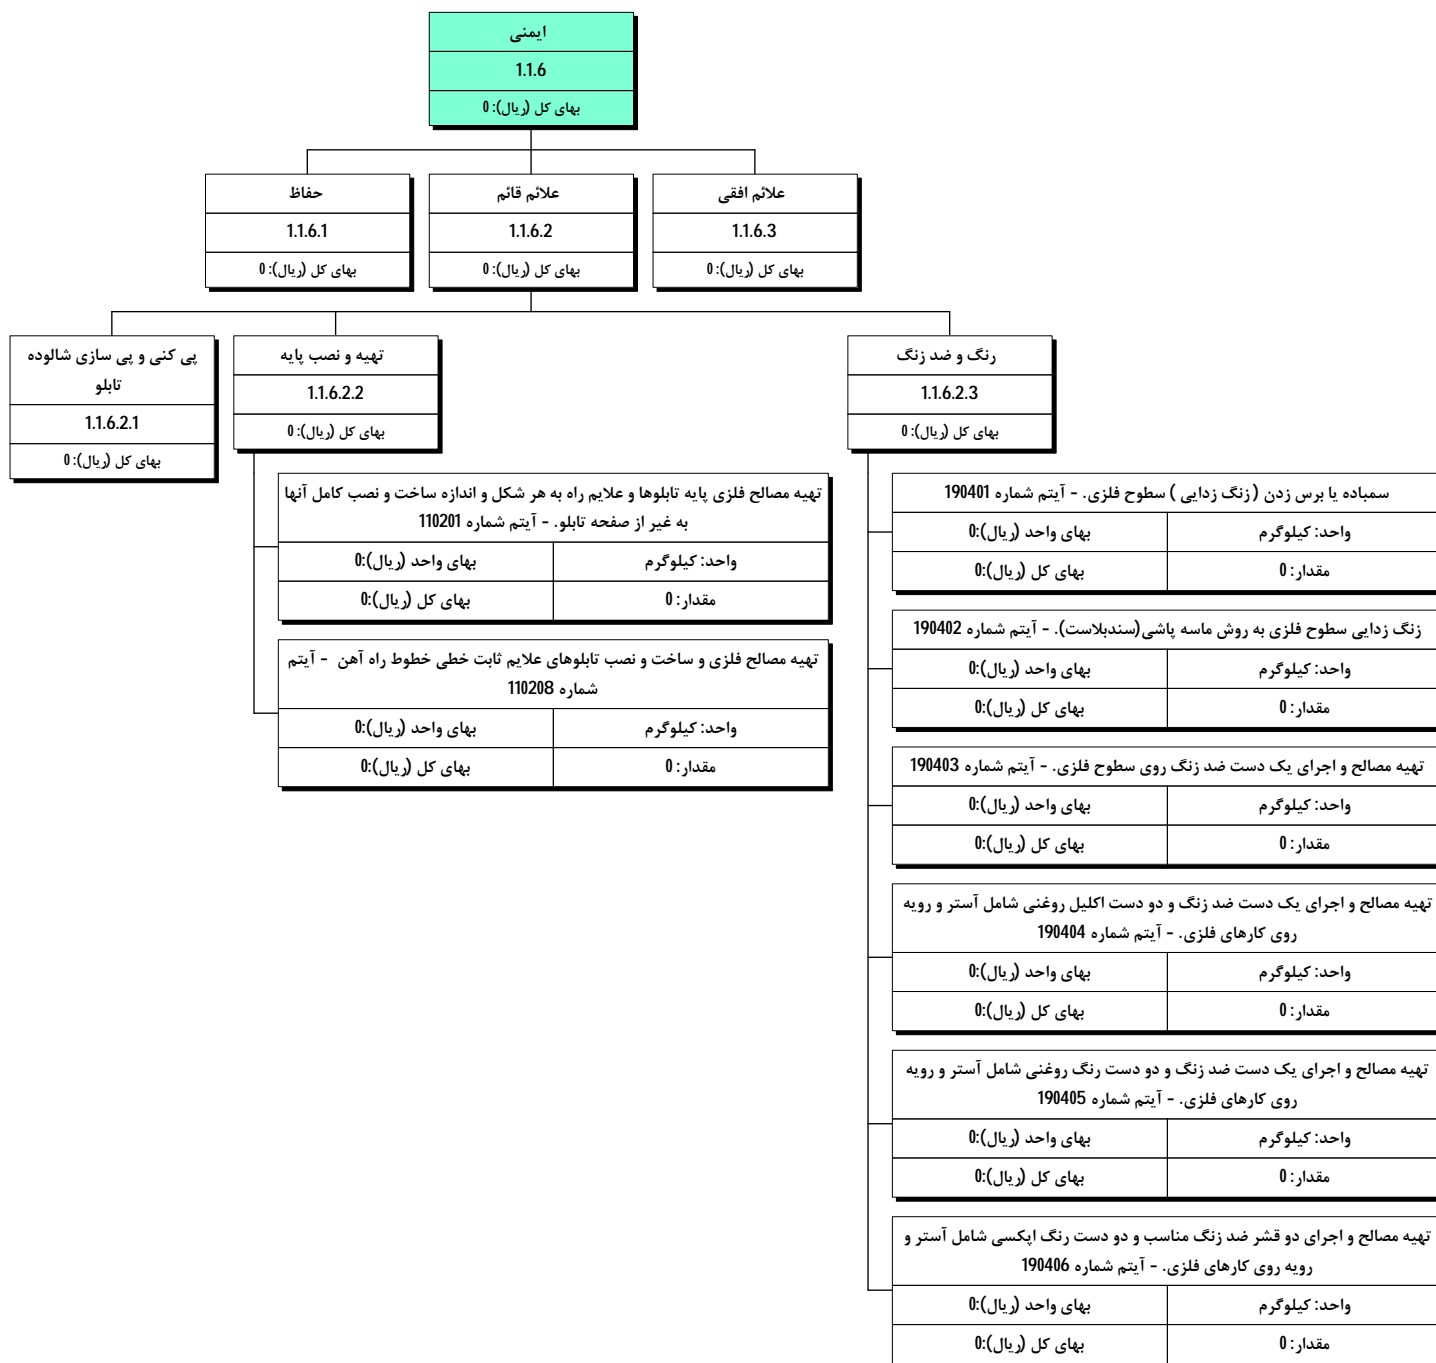 ایمنی
1.1.6
بهای کل (ریال): 0
حفاظ
1.1.6.1
بهای کل (ریال): 0
علائم قائم
1.1.6.2
بهای کل (ریال): 0
علائم افقی
1.1.6.3
بهای کل (ریال): 0
پی کنی و پی سازی شالوده
تابلو
1.1.6.2.1
بهای کل (ریال): 0
تهیه و نصب پایه
1.1.6.2.2
بهای کل (ریال): 0
رنگ و ضد زنگ
1.1.6.2.3
بهای کل (ریال): 0
تهیه مصالح فلزی پایه تابلوها و علایم راه به هر شکل و اندازه ساخت و نصب کامل آنها
به غیر از صفحه تابلو. - آیتم شماره 110201
واحد: کیلوگرم
بهای واحد (ریال):0
مقدار: 0
بهای کل (ریال):0
تهیه مصالح فلزی و ساخت و نصب تابلوهای علایم ثابت خطی خطوط راه آهن - آیتم
شماره 110208
واحد: کیلوگرم
بهای واحد (ریال):0
مقدار: 0
بهای کل (ریال):0
سمباده یا برس زدن ( زنگ زدایی ) سطوح فلزی. - آیتم شماره 190401
واحد: کیلوگرم
بهای واحد (ریال):0
مقدار: 0
بهای کل (ریال):0
زنگ زدایی سطوح فلزی به روش ماسه پاشی(سندبلاست). - آیتم شماره 190402
واحد: کیلوگرم
بهای واحد (ریال):0
مقدار: 0
بهای کل (ریال):0
تهیه مصالح و اجرای یک دست ضد زنگ روی سطوح فلزی. - آیتم شماره 190403
واحد: کیلوگرم
بهای واحد (ریال):0
مقدار: 0
بهای کل (ریال):0
تهیه مصالح و اجرای یک دست ضد زنگ و دو دست اکلیل روغنی شامل آستر و رویه
روی کارهای فلزی. - آیتم شماره 190404
واحد: کیلوگرم
بهای واحد (ریال):0
مقدار: 0
بهای کل (ریال):0
تهیه مصالح و اجرای یک دست ضد زنگ و دو دست رنگ روغنی شامل آستر و رویه
روی کارهای فلزی. - آیتم شماره 190405
واحد: کیلوگرم
بهای واحد (ریال):0
مقدار: 0
بهای کل (ریال):0
تهیه مصالح و اجرای دو قشر ضد زنگ مناسب و دو دست رنگ اپکسی شامل آستر و
رویه روی کارهای فلزی. - آیتم شماره 190406
واحد: کیلوگرم
بهای واحد (ریال):0
مقدار: 0
بهای کل (ریال):0